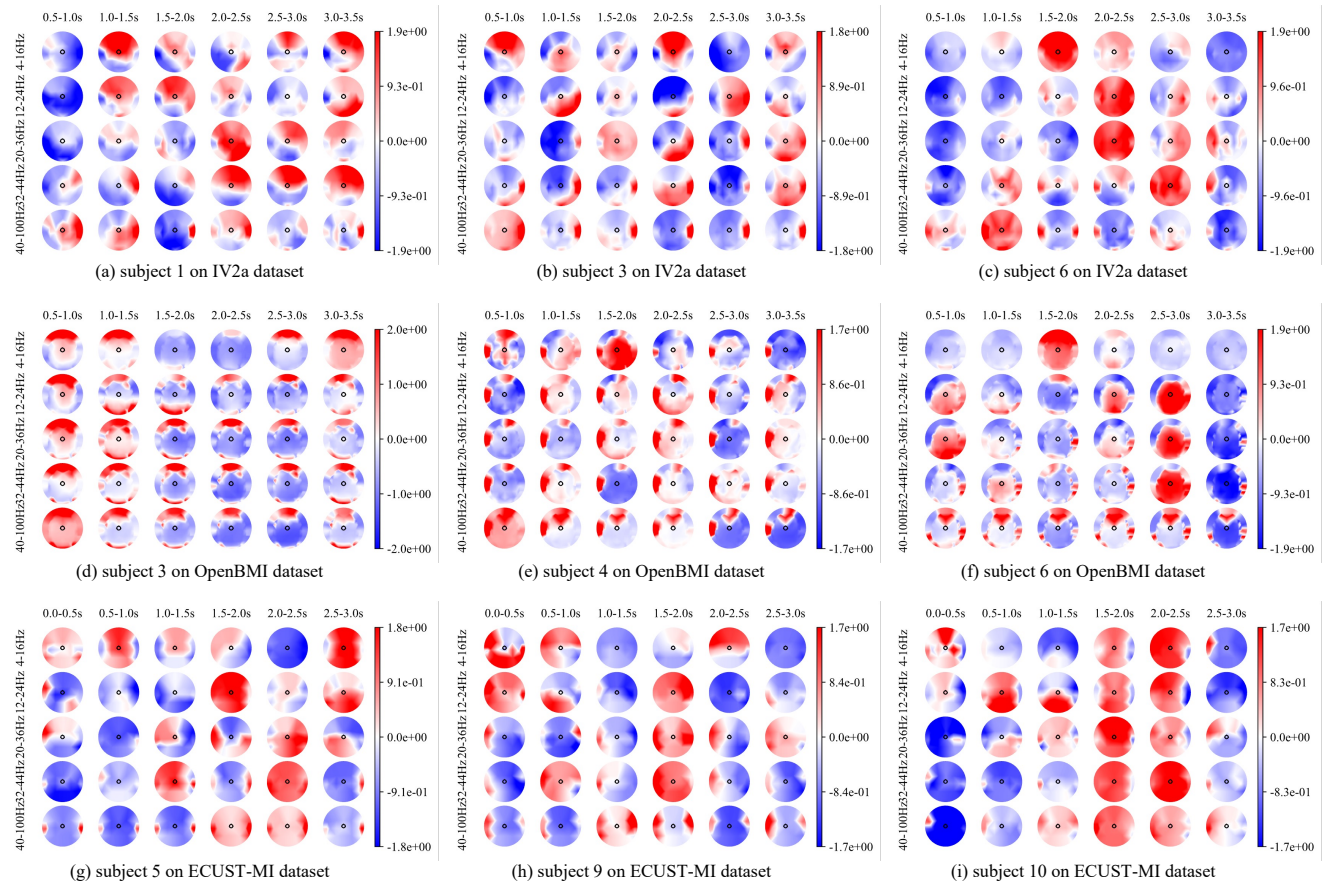 0.5-1.0s 1.0-1.5s 1.5-2.0s 2.0-2.5s 2.5-3.0s 3.0-3.5s
4-16Hz
12-24Hz
20-36Hz
32-44Hz
40-100Hz
1.9e+00
9.3e-01
0.0e+00
-9.3e-01
-1.9e+00
(a) subject 1 on IV2a dataset
0.5-1.0s 1.0-1.5s 1.5-2.0s 2.0-2.5s 2.5-3.0s 3.0-3.5s
4-16Hz
12-24Hz
20-36Hz
32-44Hz
40-100Hz
1.8e+00
8.9e-01
0.0e+00
-8.9e-01
-1.8e+00
(b) subject 3 on IV2a dataset
0.5-1.0s 1.0-1.5s 1.5-2.0s 2.0-2.5s 2.5-3.0s 3.0-3.5s
4-16Hz
12-24Hz
20-36Hz
32-44Hz
40-100Hz
1.9e+00
9.6e-01
0.0e+00
-9.6e-01
-1.9e+00
(c) subject 6 on IV2a dataset
0.5-1.0s 1.0-1.5s 1.5-2.0s 2.0-2.5s 2.5-3.0s 3.0-3.5s
4-16Hz
12-24Hz
20-36Hz
32-44Hz
40-100Hz
2.0e+00
1.0e+00
0.0e+00
-1.0e+00
-2.0e+00
(d) subject 3 on OpenBMI dataset
0.5-1.0s 1.0-1.5s 1.5-2.0s 2.0-2.5s 2.5-3.0s 3.0-3.5s
4-16Hz
12-24Hz
20-36Hz
32-44Hz
40-100Hz
1.7e+00
8.6e-01
0.0e+00
-8.6e-01
-1.7e+00
(e) subject 4 on OpenBMI dataset
0.5-1.0s 1.0-1.5s 1.5-2.0s 2.0-2.5s 2.5-3.0s 3.0-3.5s
4-16Hz
12-24Hz
20-36Hz
32-44Hz
40-100Hz
1.9e+00
9.3e-01
0.0e+00
-9.3e-01
-1.9e+00
(f) subject 6 on OpenBMI dataset
0.0-0.5s 0.5-1.0s 1.0-1.5s 1.5-2.0s 2.0-2.5s 2.5-3.0s
4-16Hz
12-24Hz
20-36Hz
32-44Hz
40-100Hz
1.8e+00
9.1e-01
0.0e+00
-9.1e-01
-1.8e+00
(g) subject 5 on ECUST-MI dataset
0.0-0.5s 0.5-1.0s 1.0-1.5s 1.5-2.0s 2.0-2.5s 2.5-3.0s
4-16Hz
12-24Hz
20-36Hz
32-44Hz
40-100Hz
1.7e+00
8.4e-01
0.0e+00
-8.4e-01
-1.7e+00
(h) subject 9 on ECUST-MI dataset
0.0-0.5s 0.5-1.0s 1.0-1.5s 1.5-2.0s 2.0-2.5s 2.5-3.0s
4-16Hz
12-24Hz
20-36Hz
32-44Hz
40-100Hz
1.7e+00
8.3e-01
0.0e+00
-8.3e-01
-1.7e+00
(i) subject 10 on ECUST-MI dataset